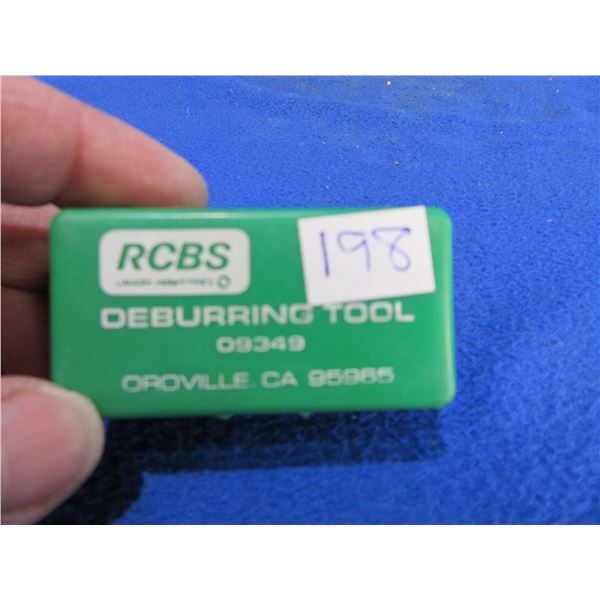 RCBS
198
DEBURRING TOOL
09349
OROVILLE, CA 95965